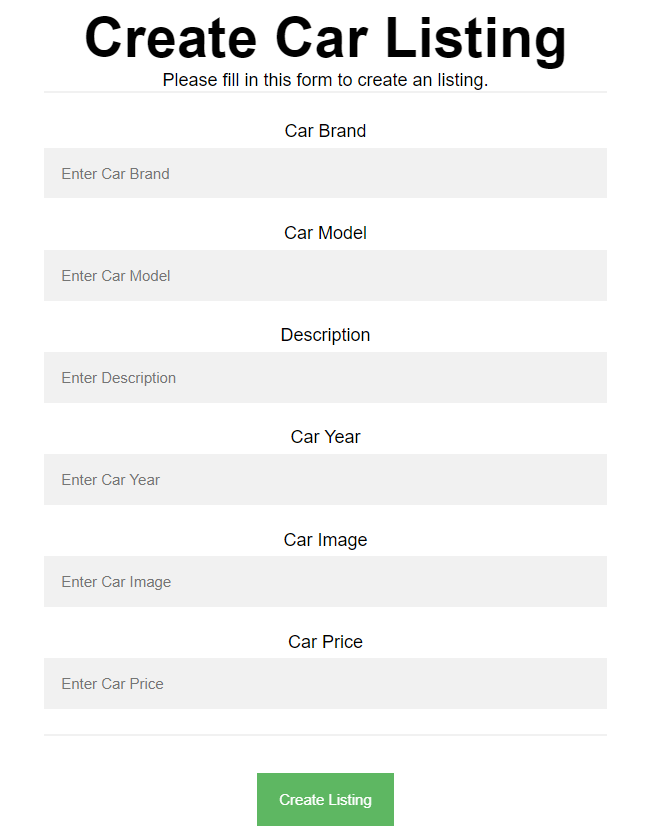 Create Car Listing
Please fill in this form to create an listing.
Car Brand
Enter Car Brand
Car Model
Enter Car Model
Description
Enter Description
Car Year
Enter Car Year
Car Image
Enter Car Image
Car Price
Enter Car Price
Create Listing